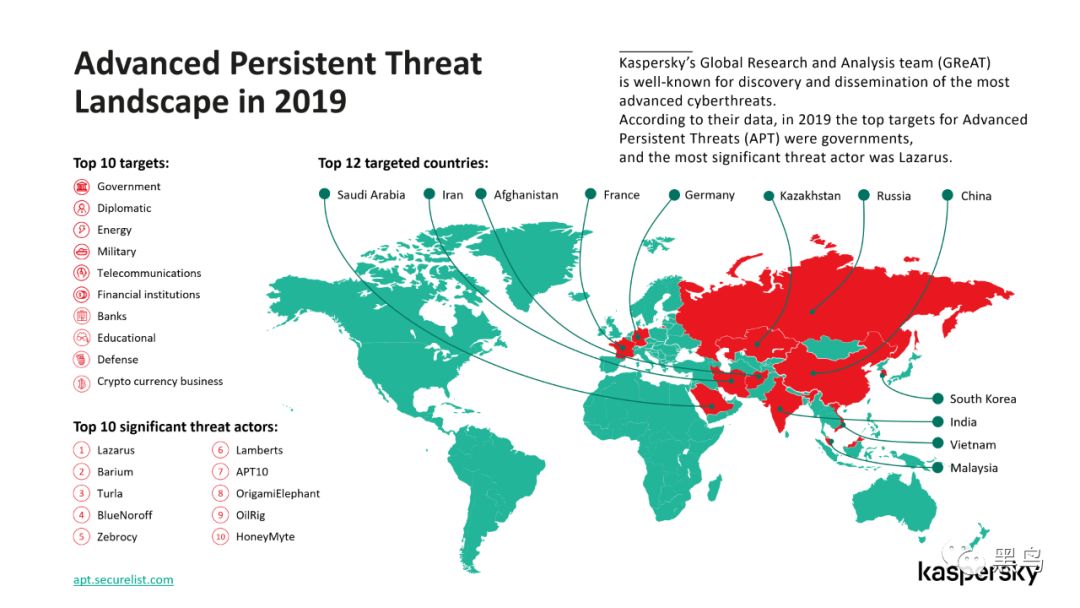 Advanced Persistent Threat
Landscape in 2019
Kaspersky's Global Research and Analysis team (GReAT)
is well-known for discovery and dissemination of the most
advanced cyberthreats.
According to their data, in 2019 the top targets for Advanced
Persistent Threats (APT) were governments,
and the most significant threat actor was Lazarus.
Top 10 targets:
Government
Diplomatic
Energy
Military
Telecommunications
Financial institutions
Banks
Educational
Defense
Crypto currency business
Top 12 targeted countries:
Saudi Arabia
Iran
Afghanistan
France
Germany
Kazakhstan
Russia
China
South Korea
India
Vietnam
Malaysia
Top 10 significant threat actors:
1 Lazarus
2 Barium
3 Turla
4 BlueNoroff
5 Zebrocy
6 Lamberts
7 APT10
8 OrigamiElephant
9 OilRig
10 HoneyMyte
apt.securelist.com
黑鸟
kaspersky